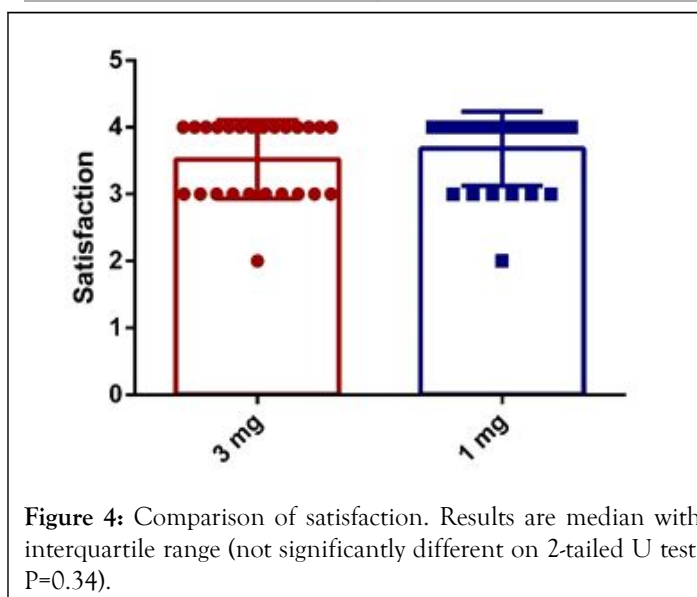 5
4
3
2
1
0
Satisfaction
3 mg
1 mg
Figure 4: Comparison of satisfaction. Results are median with
interquartile range (not significantly different on 2-tailed U test
P=0.34).